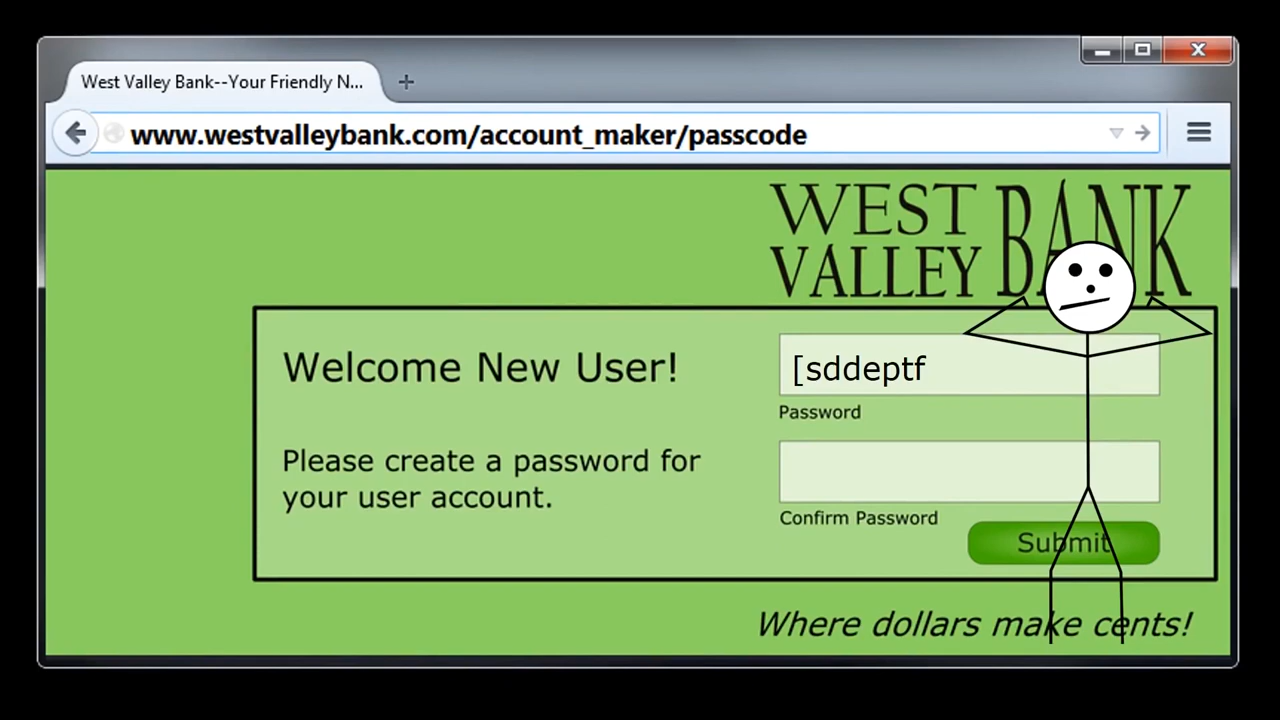 West Valley Bank--Your Friendly N...
www.westvalleybank.com/account_maker/passcode
WEST VALLEY BANK
Welcome New User!
[sddeptf
Password
Please create a password for
your user account.
Confirm Password
Submit
Where dollars make cents!